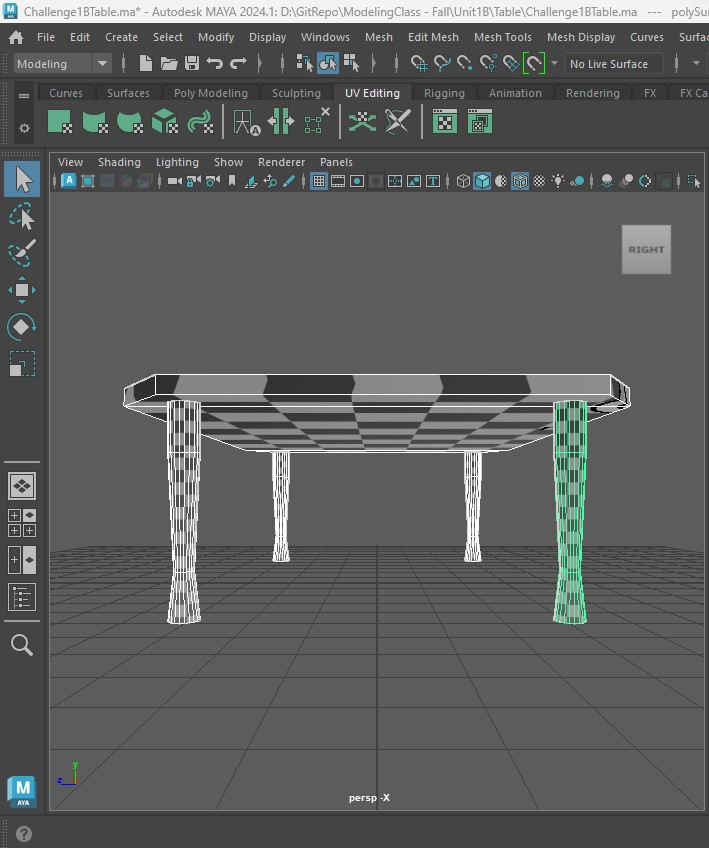 Challenge1BTable.ma* - Autodesk MAYA 2024.1: D:\GitRepo\ModelingClass - Fall\Unit1B\Table\Challenge1BTable.ma   ---   polySur
File Edit Create Select Modify Display Windows Mesh Edit Mesh Mesh Tools Mesh Display Curves Surfac
Modeling No Live Surface
Curves Surfaces Poly Modeling Sculpting UV Editing Rigging Animation Rendering FX FX Ca
View Shading Lighting Show Renderer Panels
RIGHT
y
z
persp -X
M
AYA